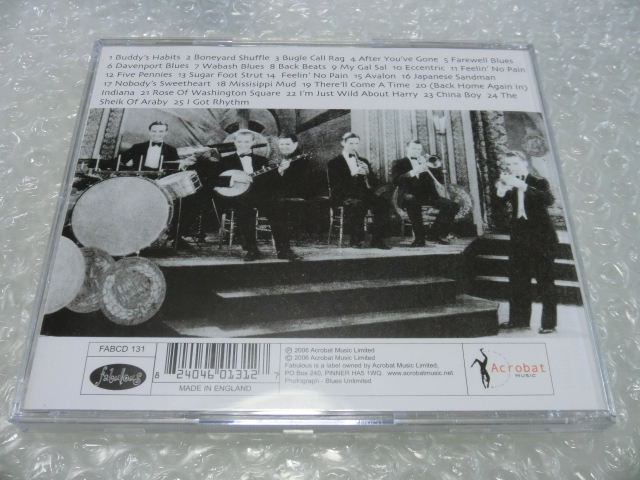 1 Buddy's Habits 2 Boneyard Shuffle 3 Bugle Call Rag 4 After You've Gone 5 Farewell Blues
6 Davenport Blues 7 Wabash Blues 8 Back Beats 9 My Gal Sal 10 Eccentric 11 Feelin' No Pain
12 Five Pennies 13 Sugar Foot Strut 14 Feelin' No Pain 15 Avalon 16 Japanese Sandman
17 Nobody's Sweetheart 18 Mississippi Mud 19 There'll Come A Time 20 (Back Home Again in)
Indiana 21 Rose Of Washington Square 22 I'm Just Wild About Harry 23 China Boy 24 The
Sheik Of Araby 25 I Got Rhythm
FABCD 131
fabulous
8 24046 01312 7
MADE IN ENGLAND
℗ 2006 Acrobat Music Limited
© 2006 Acrobat Music Limited
Fabulous is a label owned by Acrobat Music Limited,
PO Box 240, PINNER HA5 1WQ. www.acrobatmusic.net
Photograph - Blues Unlimited
Acrobat
MUSIC